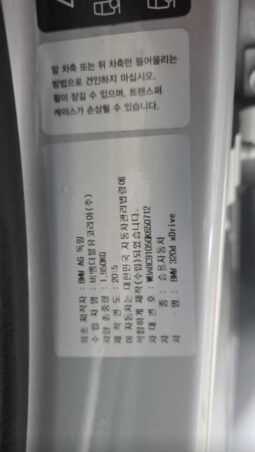 앞 차축 또는 뒤 차축만 들어올리는
방법으로 견인하지 마십시오.
휠이 잠길 수 있으며, 트랜스퍼
케이스가 손상될 수 있습니다.
최초 제작자 : BMW AG 독일
수 입 자 명 : 비엠더블유코리아(주)
차량 총중량 : 1,950KG
제 작 연 도 : 2015
이 자동차는 대한민국 자동차관리법령에
적합하게 제작(수입)되었습니다.
차 대 번 호 :
차 종 : 승용자동차
차 명 : BMW 320d xDrive